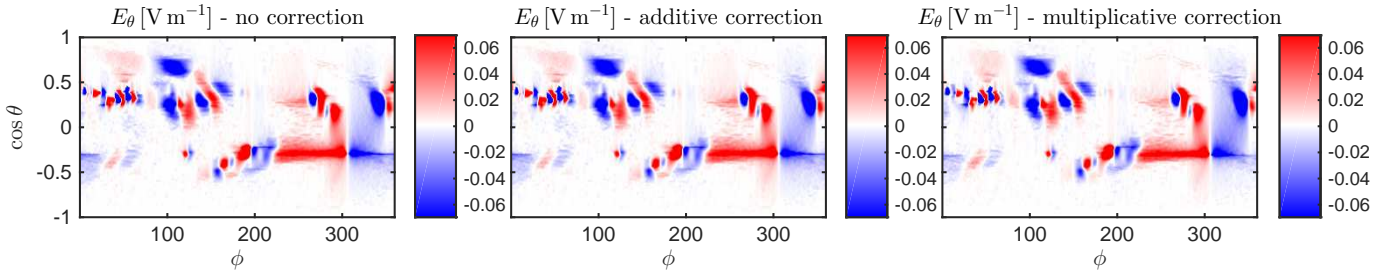 E_θ [V m⁻¹] - no correction
E_θ [V m⁻¹] - additive correction
E_θ [V m⁻¹] - multiplicative correction
cos θ
1
0.5
0
-0.5
-1
100 200 300
ϕ
0.06
0.04
0.02
0
-0.02
-0.04
-0.06
100 200 300
ϕ
0.06
0.04
0.02
0
-0.02
-0.04
-0.06
100 200 300
ϕ
0.06
0.04
0.02
0
-0.02
-0.04
-0.06